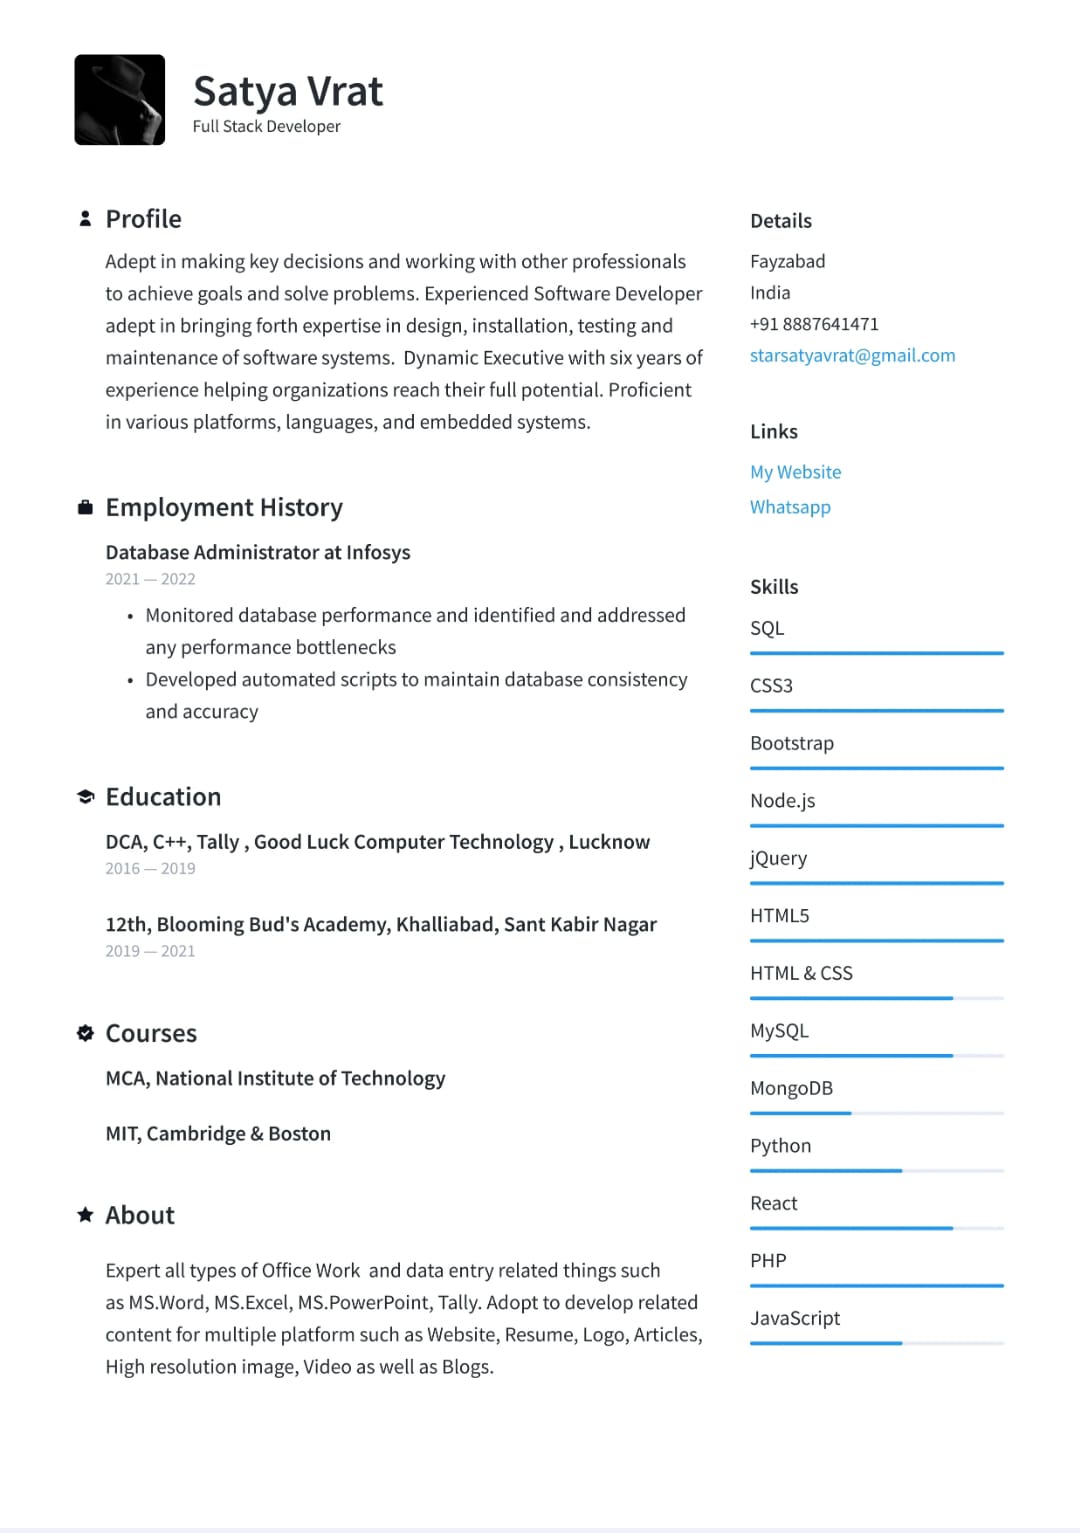 Satya Vrat
Full Stack Developer
Profile
Adept in making key decisions and working with other professionals
to achieve goals and solve problems. Experienced Software Developer
adept in bringing forth expertise in design, installation, testing and
maintenance of software systems.  Dynamic Executive with six years of
experience helping organizations reach their full potential. Proficient
in various platforms, languages, and embedded systems.
Employment History
Database Administrator at Infosys
2021 — 2022
• Monitored database performance and identified and addressed
any performance bottlenecks
• Developed automated scripts to maintain database consistency
and accuracy
Education
DCA, C++, Tally , Good Luck Computer Technology , Lucknow
2016 — 2019
12th, Blooming Bud's Academy, Khalliabad, Sant Kabir Nagar
2019 — 2021
Courses
MCA, National Institute of Technology
MIT, Cambridge & Boston
About
Expert all types of Office Work  and data entry related things such
as MS.Word, MS.Excel, MS.PowerPoint, Tally. Adopt to develop related
content for multiple platform such as Website, Resume, Logo, Articles,
High resolution image, Video as well as Blogs.
Details
Fayzabad
India
+91 8887641471
starsatyavrat@gmail.com
Links
My Website
Whatsapp
Skills
SQL
CSS3
Bootstrap
Node.js
jQuery
HTML5
HTML & CSS
MySQL
MongoDB
Python
React
PHP
JavaScript